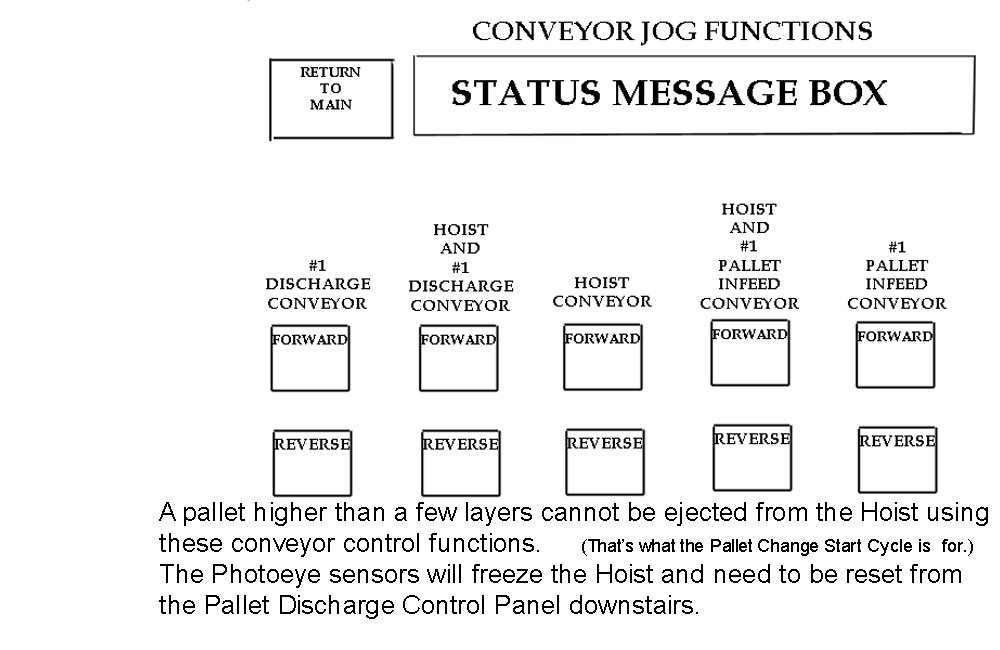 CONVEYOR JOG FUNCTIONS
RETURN
TO
MAIN
STATUS MESSAGE BOX
#1
DISCHARGE
CONVEYOR
HOIST
AND
#1
DISCHARGE
CONVEYOR
HOIST
CONVEYOR
HOIST
AND
#1
PALLET
INFEED
CONVEYOR
#1
PALLET
INFEED
CONVEYOR
FORWARD
FORWARD
FORWARD
FORWARD
FORWARD
REVERSE
REVERSE
REVERSE
REVERSE
REVERSE
A pallet higher than a few layers cannot be ejected from the Hoist using
these conveyor control functions. (That's what the Pallet Change Start Cycle is for.)
The Photoeye sensors will freeze the Hoist and need to be reset from
the Pallet Discharge Control Panel downstairs.